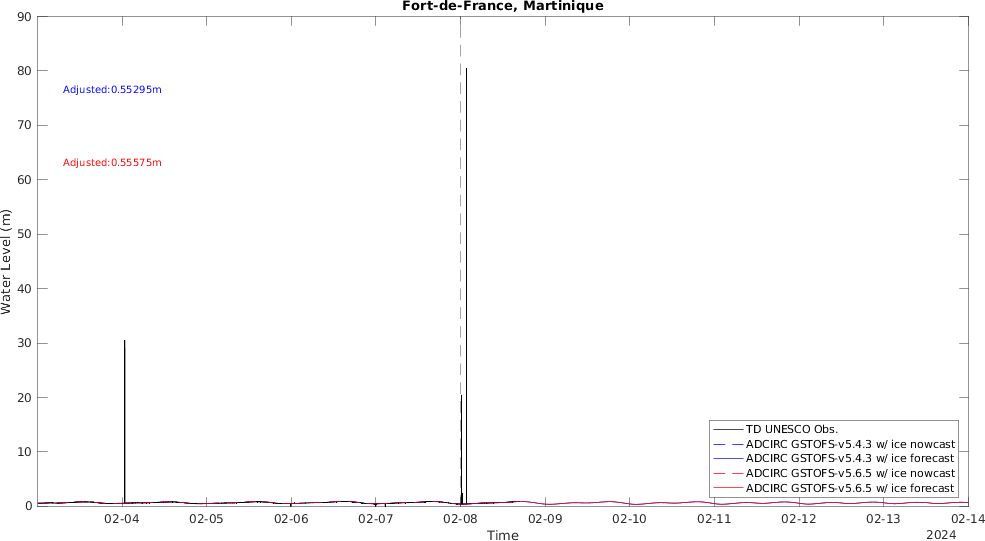 Fort-de-France, Martinique
90
80
70
60
50
40
30
20
10
0
Water Level (m)
Adjusted:0.55295m
Adjusted:0.55575m
TD UNESCO Obs.
ADCIRC GSTOFS-v5.4.3 w/ ice nowcast
ADCIRC GSTOFS-v5.4.3 w/ ice forecast
ADCIRC GSTOFS-v5.6.5 w/ ice nowcast
ADCIRC GSTOFS-v5.6.5 w/ ice forecast
02-04 02-05 02-06 02-07 02-08 02-09 02-10 02-11 02-12 02-13 02-14
Time
2024